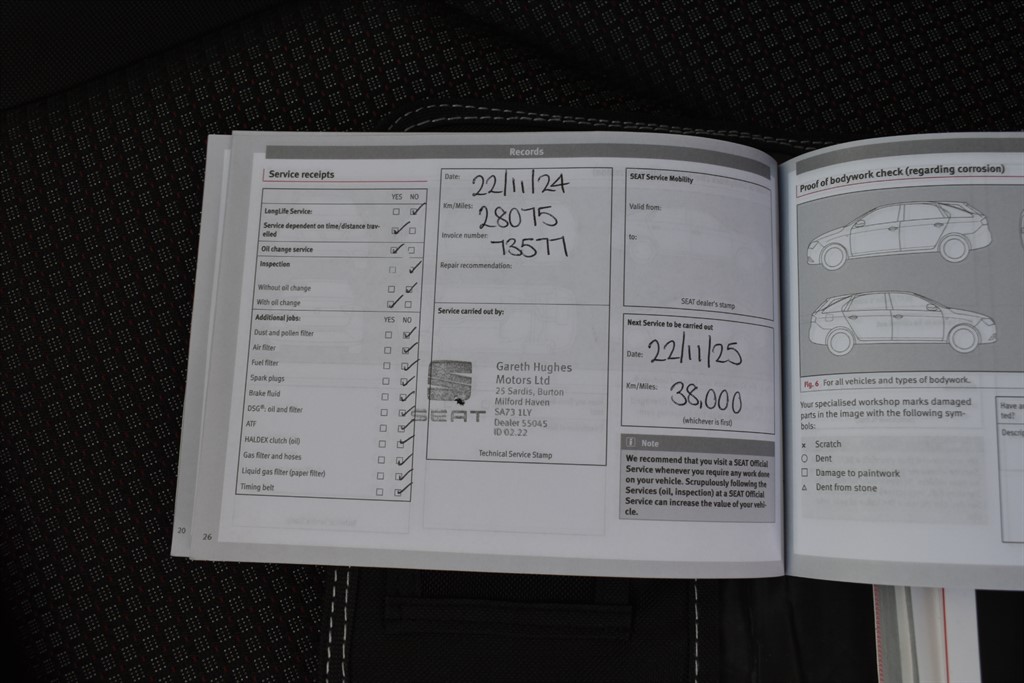 Records
Service receipts
YES NO
LongLife Service:
Service dependent on time/distance trav-
elled
Oil change service
Inspection
Without oil change
With oil change
Additional jobs: YES NO
Dust and pollen filter
Air filter
Fuel filter
Spark plugs
Brake fluid
DSG®: oil and filter
ATF
HALDEX clutch (oil)
Gas filter and hoses
Liquid gas filter (paper filter)
Timing belt
20
26
Date: 22/11/24
Km/Miles: 28075
Invoice number: 73577
Repair recommendation:
Service carried out by:
SEAT
Gareth Hughes
Motors Ltd
25 Sardis, Burton
Milford Haven
SA73 1LY
Dealer 55045
ID 02.22
Technical Service Stamp
SEAT Service Mobility
Valid from:
to:
SEAT dealer's stamp
Next Service to be carried out
Date: 22/11/25
Km/Miles: 38,000
(whichever is first)
Note
We recommend that you visit a SEAT Official
Service whenever you require any work done
on your vehicle. Scrupulously following the
Services (oil, inspection) at a SEAT Official
Service can increase the value of your vehi-
cle.
Proof of bodywork check (regarding corrosion)
Fig. 6 For all vehicles and types of bodywork.
Your specialised workshop marks damaged
parts in the image with the following sym-
bols:
x Scratch
○ Dent
□ Damage to paintwork
△ Dent from stone
Have a
ted?
Descri